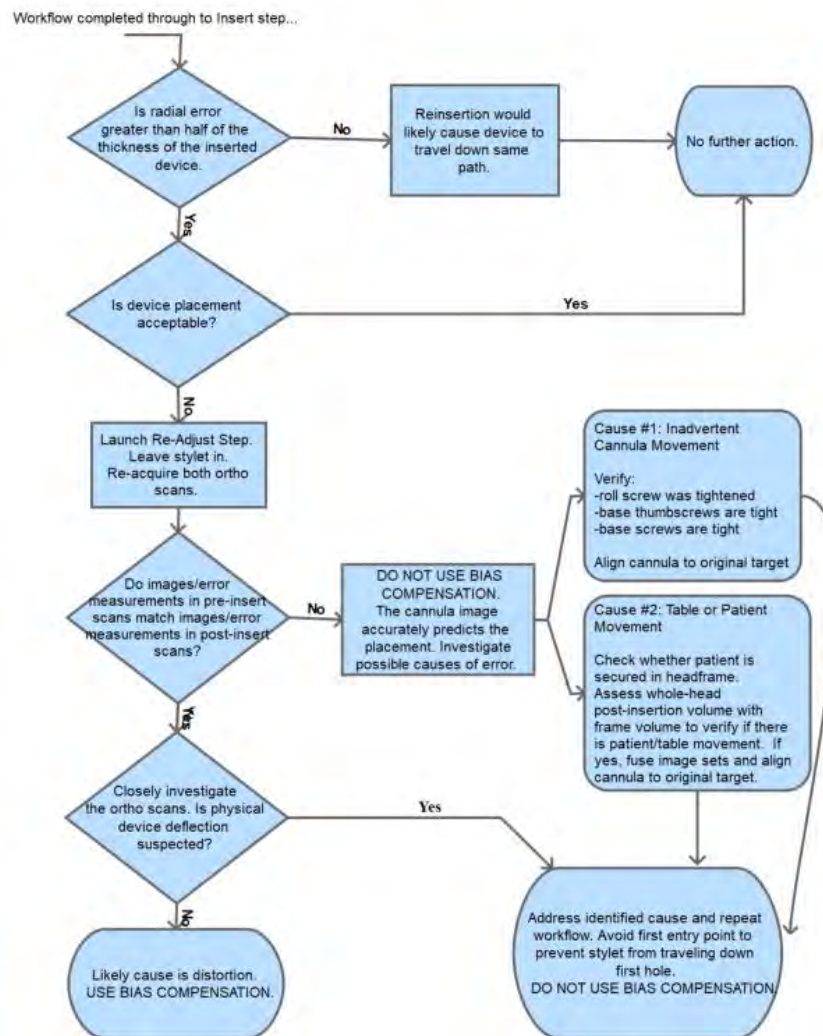 Workflow completed through to Insert step...
Is radial error
greater than half of the
thickness of the inserted
device.
No
Reinsertion would
likely cause device to
travel down same
path.
No further action.
Yes
Is device placement
acceptable?
Yes
No
Launch Re-Adjust Step.
Leave stylet in.
Re-acquire both ortho
scans.
Do images/error
measurements in pre-insert
scans match images/error
measurements in post-insert
scans?
No
DO NOT USE BIAS
COMPENSATION.
The cannula image
accurately predicts the
placement. Investigate
possible causes of error.
Cause #1: Inadvertent
Cannula Movement
Verify:
-roll screw was tightened
-base thumbscrews are tight
-base screws are tight
Align cannula to original target
Cause #2: Table or Patient
Movement
Check whether patient is
secured in headframe.
Assess whole-head
post-insertion volume with
frame volume to verify if there
is patient/table movement. If
yes, fuse image sets and align
cannula to original target.
Yes
Closely investigate
the ortho scans. Is physical
device deflection
suspected?
Yes
No
Likely cause is distortion.
USE BIAS COMPENSATION.
Address identified cause and repeat
workflow. Avoid first entry point to
prevent stylet from traveling down
first hole.
DO NOT USE BIAS COMPENSATION.